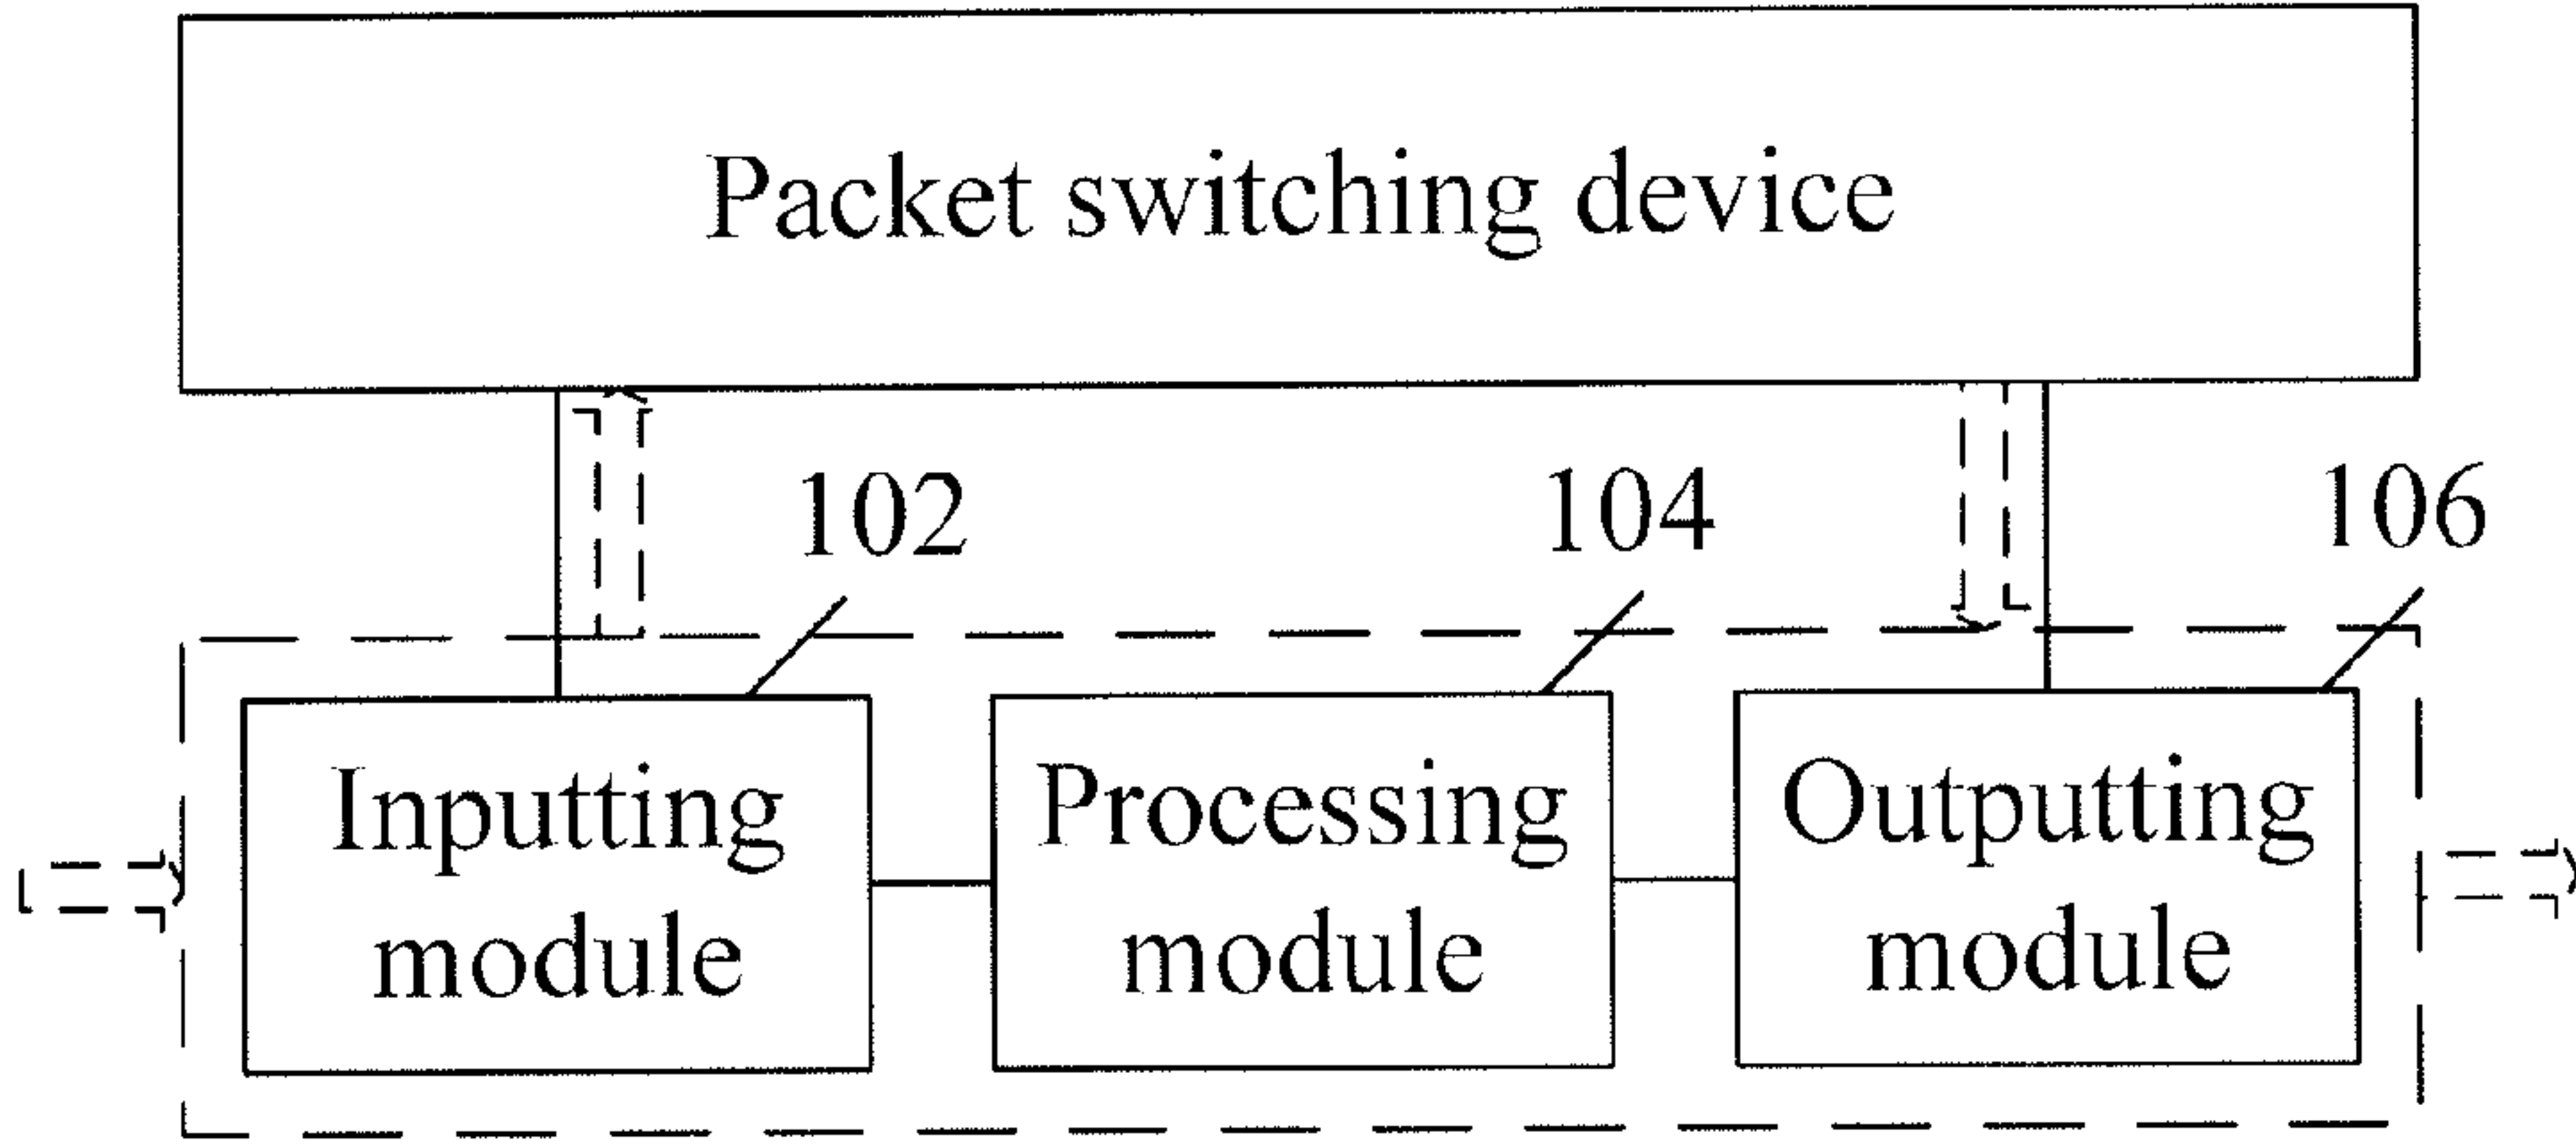 Packet switching device
102
104
106
Inputting
module
Processing
module
Outputting
module